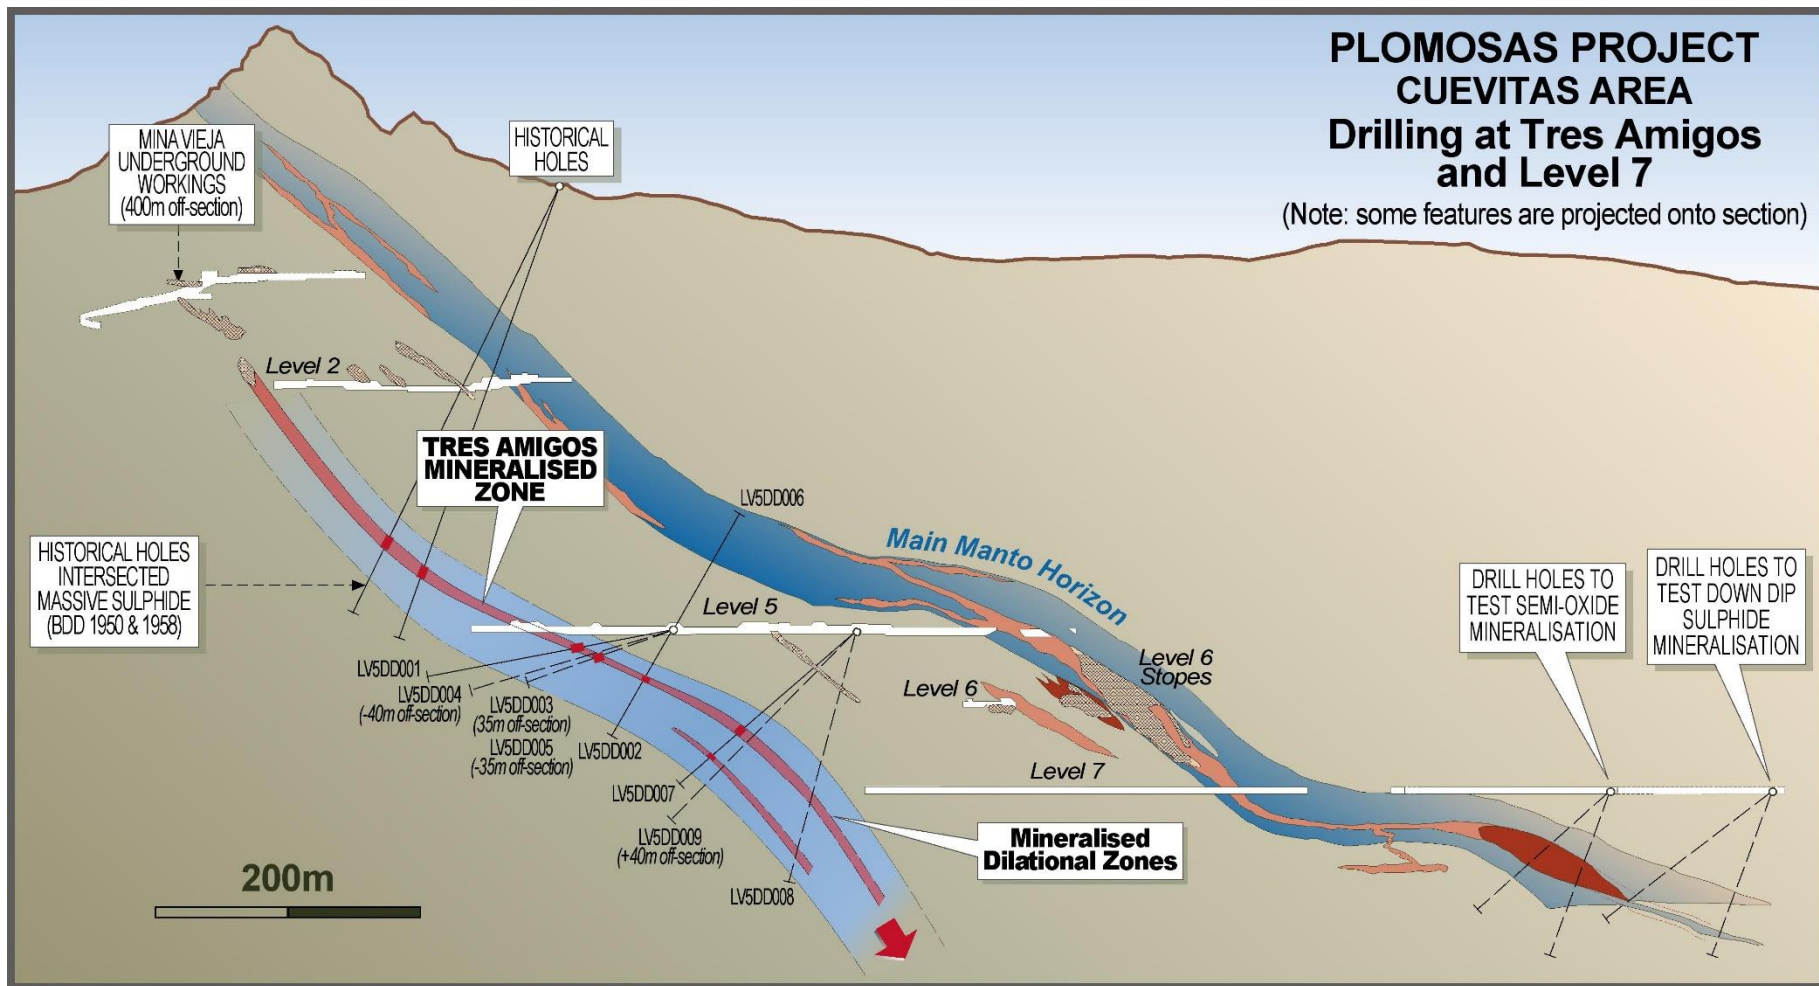 PLOMOSAS PROJECT
CUEVITAS AREA
Drilling at Tres Amigos
and Level 7
(Note: some features are projected onto section)
MINA VIEJA
UNDERGROUND
WORKINGS
(400m off-section)
HISTORICAL
HOLES
Level 2
TRES AMIGOS
MINERALISED
ZONE
LV5DD006
Main Manto Horizon
HISTORICAL HOLES
INTERSECTED
MASSIVE SULPHIDE
(BDD 1950 & 1958)
DRILL HOLES TO
TEST SEMI-OXIDE
MINERALISATION
DRILL HOLES TO
TEST DOWN DIP
SULPHIDE
MINERALISATION
Level 5
Level 6
Stopes
LV5DD001
LV5DD004
(-40m off-section)
LV5DD003
(35m off-section)
LV5DD005
(-35m off-section)
LV5DD002
Level 6
Level 7
LV5DD007
LV5DD009
(+40m off-section)
LV5DD008
Mineralised
Dilational Zones
200m